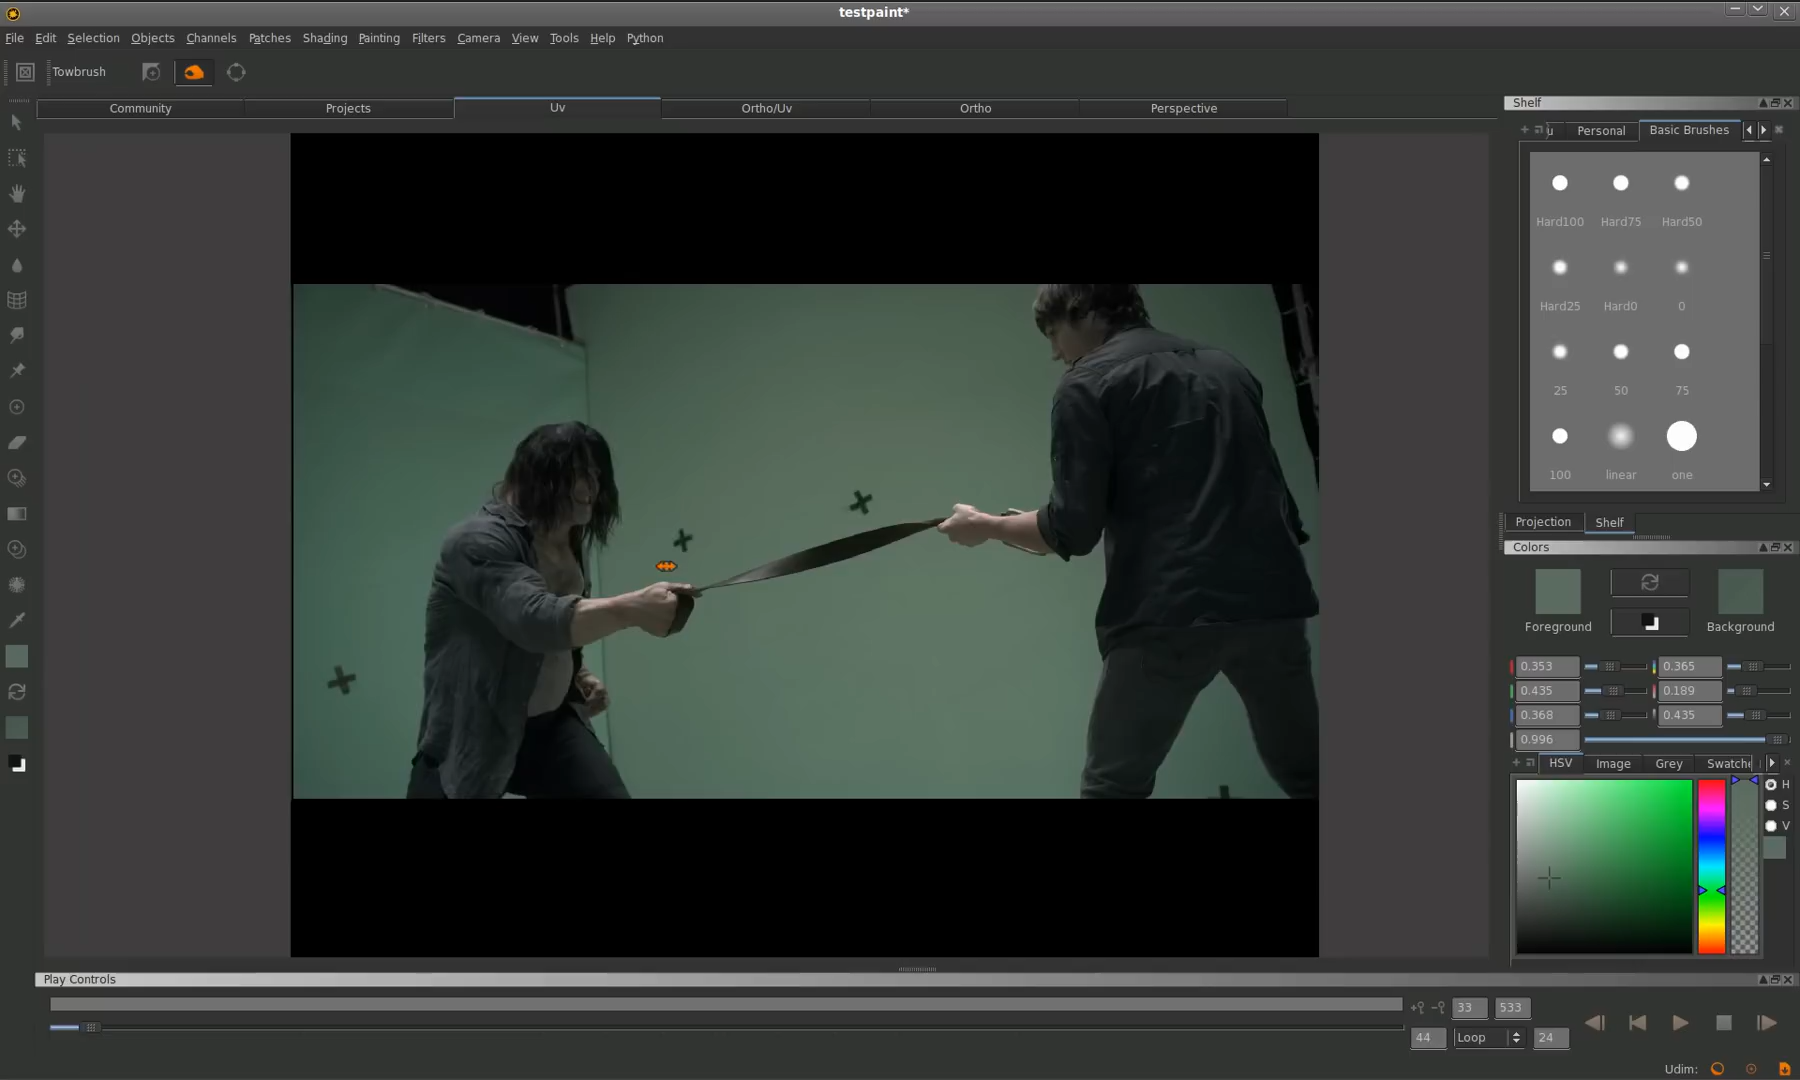 testpaint*
File Edit Selection Objects Channels Patches Shading Painting Filters Camera View Tools Help Python
Towbrush
Community Projects Uv Ortho/Uv Ortho Perspective
Shelf
u Personal Basic Brushes
Hard100 Hard75 Hard50
Hard25 Hard0 0
25 50 75
100 linear one
Projection Shelf
Colors
Foreground Background
0.353 0.365
0.435 0.189
0.368 0.435
0.996
HSV Image Grey Swatche
H
S
V
Play Controls
33 533
44 Loop 24
Udim: